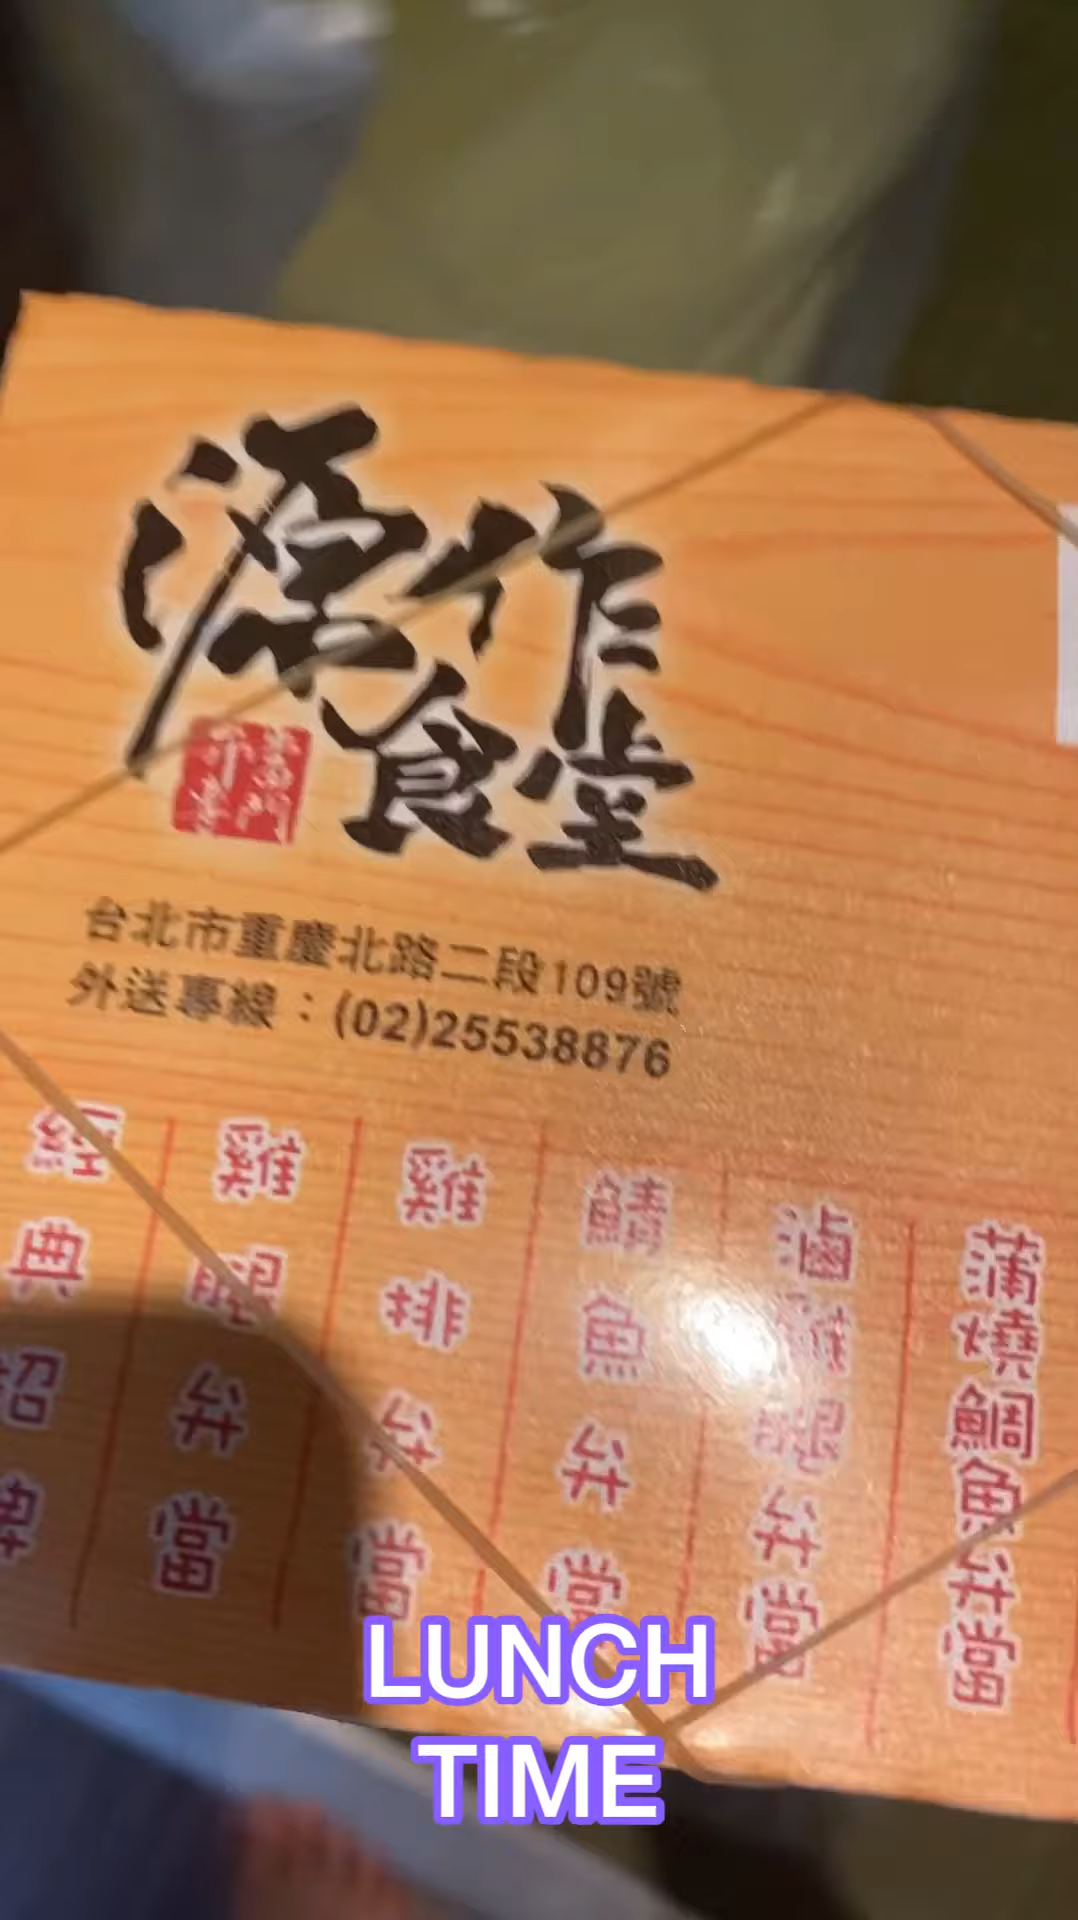 源作
食堂
台北市重慶北路二段109號
外送專線：(02)25538876
經典招牌
雞腿弁當
雞排弁當
鯖魚弁當
滷雞腿弁當
蒲燒鯛魚弁當
LUNCH
TIME